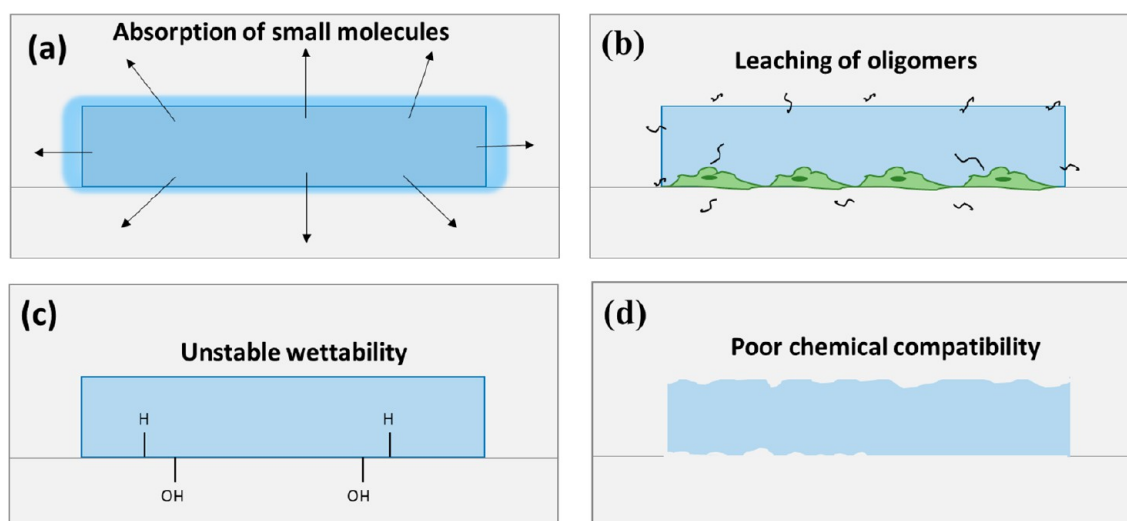 (a)
Absorption of small molecules
(b)
Leaching of oligomers
(c)
Unstable wettability
H
H
OH
OH
(d)
Poor chemical compatibility